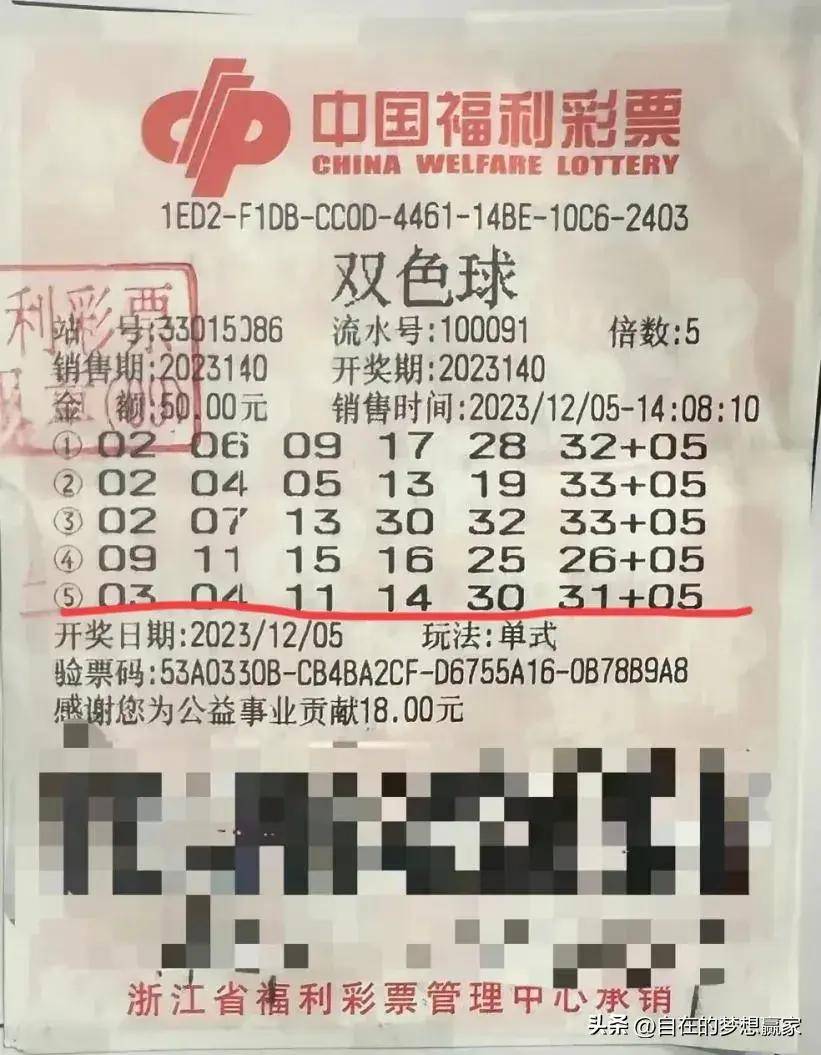 中国福利彩票
CHINA WELFARE LOTTERY
1ED2-F1DB-CC0D-4461-14BE-10C6-2403
双色球
利彩票
站 号:33015086 流水号:100091 倍数:5
销售期:2023140 开奖期:2023140
金 额:50.00元 销售时间:2023/12/05-14:08:10
① 02 06 09 17 28 32+05
② 02 04 05 13 19 33+05
③ 02 07 13 30 32 33+05
④ 09 11 15 16 25 26+05
⑤ 03 04 11 14 30 31+05
开奖日期:2023/12/05 玩法:单式
验票码:53A0330B-CB4BA2CF-D6755A16-0B78B9A8
感谢您为公益事业贡献18.00元
浙江省福利彩票管理中心承销
头条 @自在的梦想赢家